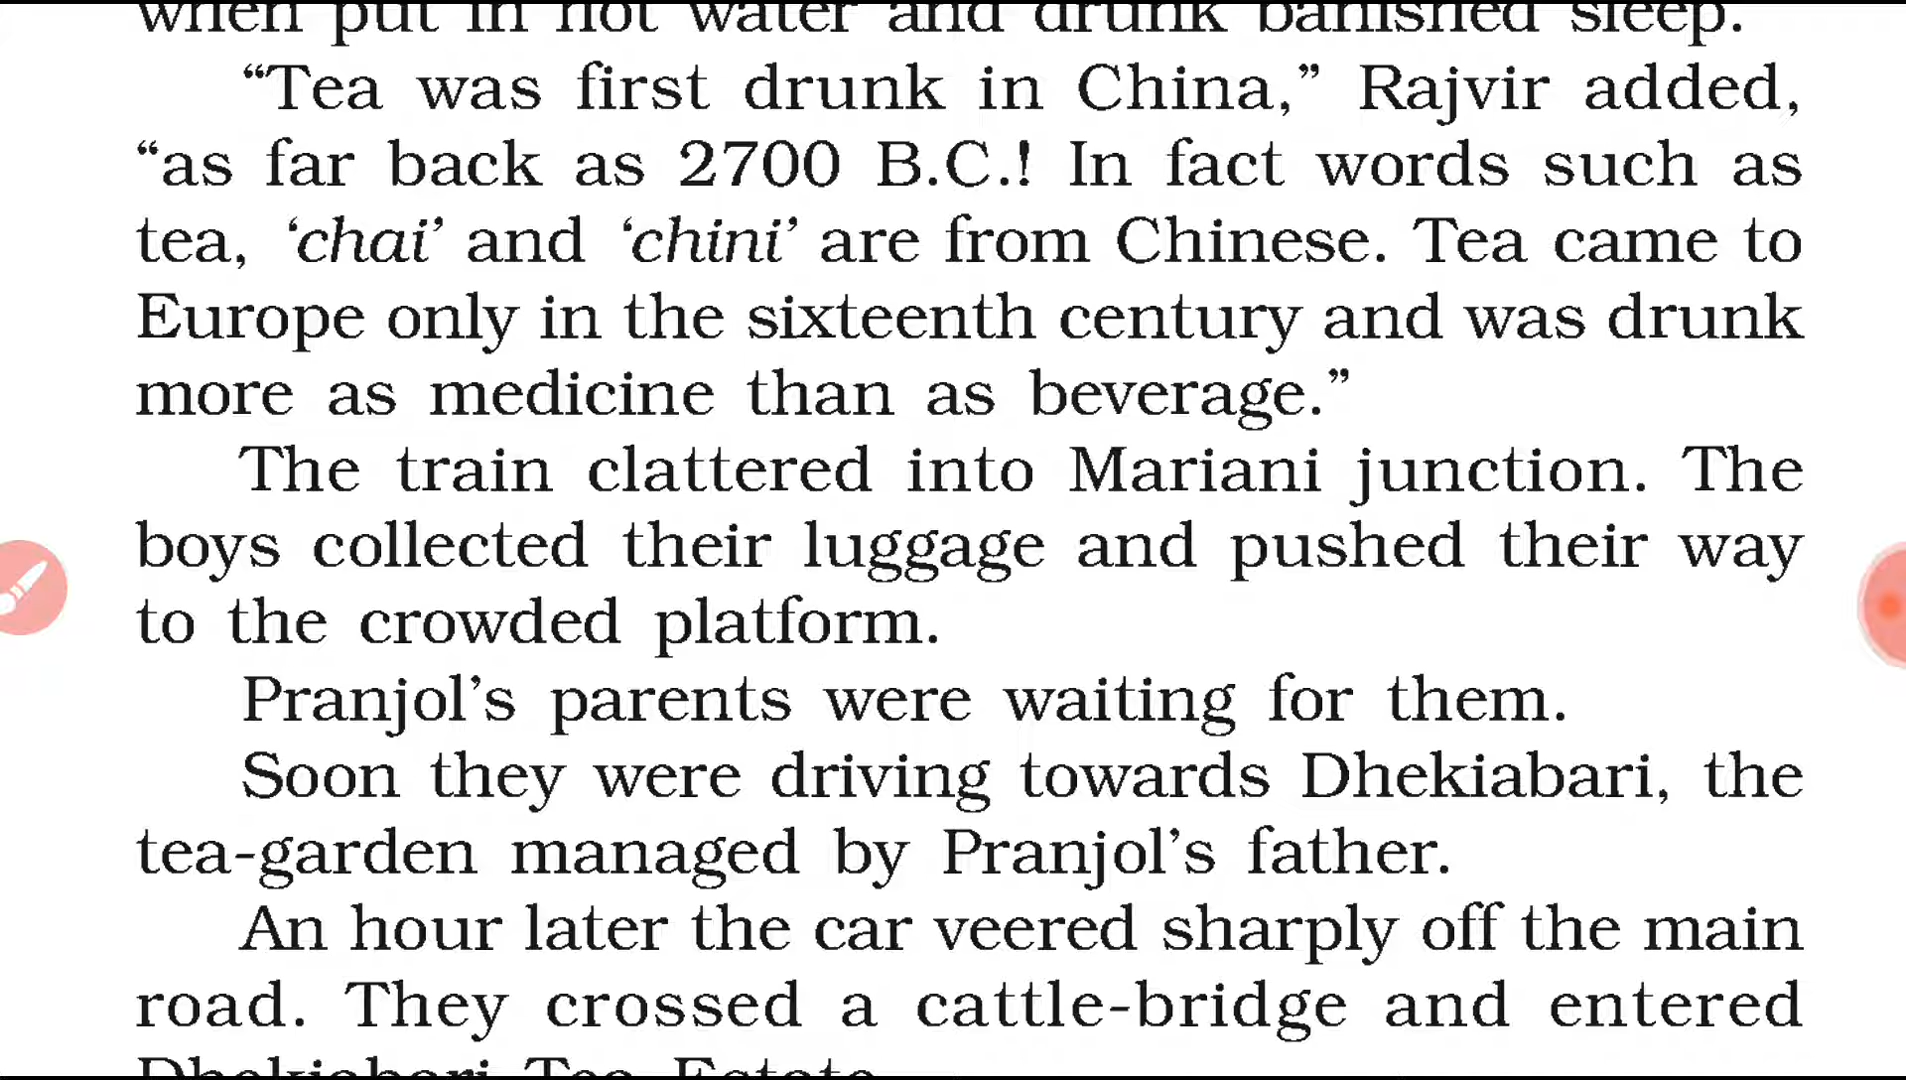 when put in hot water and drunk banished sleep.
“Tea was first drunk in China,” Rajvir added,
“as far back as 2700 B.C.! In fact words such as
tea, ‘chai’ and ‘chini’ are from Chinese. Tea came to
Europe only in the sixteenth century and was drunk
more as medicine than as beverage.”
The train clattered into Mariani junction. The
boys collected their luggage and pushed their way
to the crowded platform.
Pranjol’s parents were waiting for them.
Soon they were driving towards Dhekiabari, the
tea-garden managed by Pranjol’s father.
An hour later the car veered sharply off the main
road. They crossed a cattle-bridge and entered
Dhekiabari Tea Estate.